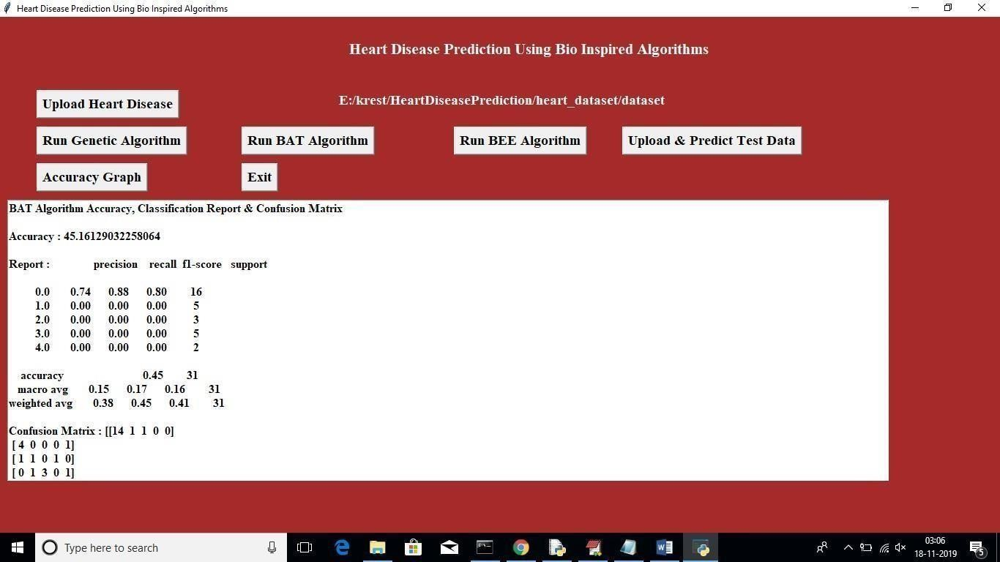 Heart Disease Prediction Using Bio Inspired Algorithms
Heart Disease Prediction Using Bio Inspired Algorithms
Upload Heart Disease
E:/krest/HeartDiseasePrediction/heart_dataset/dataset
Run Genetic Algorithm
Run BAT Algorithm
Run BEE Algorithm
Upload & Predict Test Data
Accuracy Graph
Exit
BAT Algorithm Accuracy, Classification Report & Confusion Matrix
Accuracy : 45.16129032258064
Report : precision recall f1-score support
0.0 0.74 0.88 0.80 16
1.0 0.00 0.00 0.00 5
2.0 0.00 0.00 0.00 3
3.0 0.00 0.00 0.00 5
4.0 0.00 0.00 0.00 2
accuracy 0.45 31
macro avg 0.15 0.17 0.16 31
weighted avg 0.38 0.45 0.41 31
Confusion Matrix : [[14 1 1 0 0]
[ 4 0 0 0 1]
[ 1 1 0 1 0]
[ 0 1 3 0 1]
Type here to search
03:06
18-11-2019
5